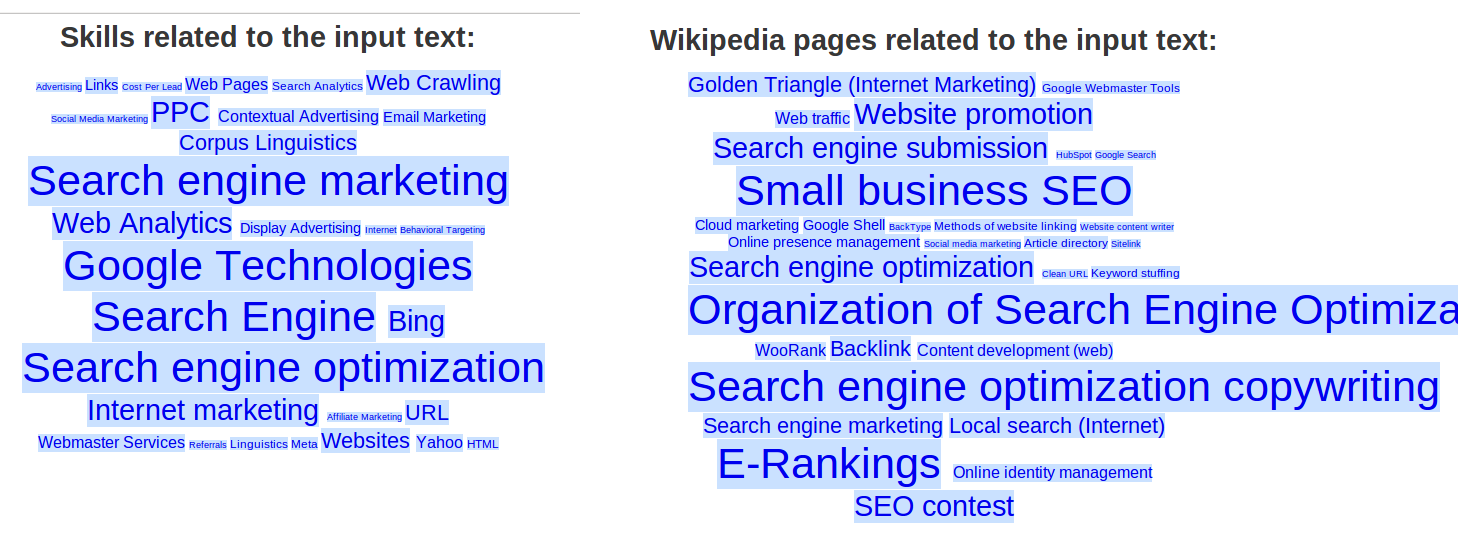 Skills related to the input text:
Advertising Links Cost Per Lead Web Pages Search Analytics Web Crawling
Social Media Marketing PPC Contextual Advertising Email Marketing
Corpus Linguistics
Search engine marketing
Web Analytics Display Advertising Internet Behavioral Targeting
Google Technologies
Search Engine Bing
Search engine optimization
Internet marketing Affiliate Marketing URL
Webmaster Services Referrals Linguistics Meta Websites Yahoo HTML
Wikipedia pages related to the input text:
Golden Triangle (Internet Marketing) Google Webmaster Tools
Web traffic Website promotion
Search engine submission HubSpot Google Search
Small business SEO
Cloud marketing Google Shell BackType Methods of website linking Website content writer
Online presence management Social media marketing Article directory Sitelink
Search engine optimization Clean URL Keyword stuffing
Organization of Search Engine Optimiza
WooRank Backlink Content development (web)
Search engine optimization copywriting
Search engine marketing Local search (Internet)
E-Rankings Online identity management
SEO contest